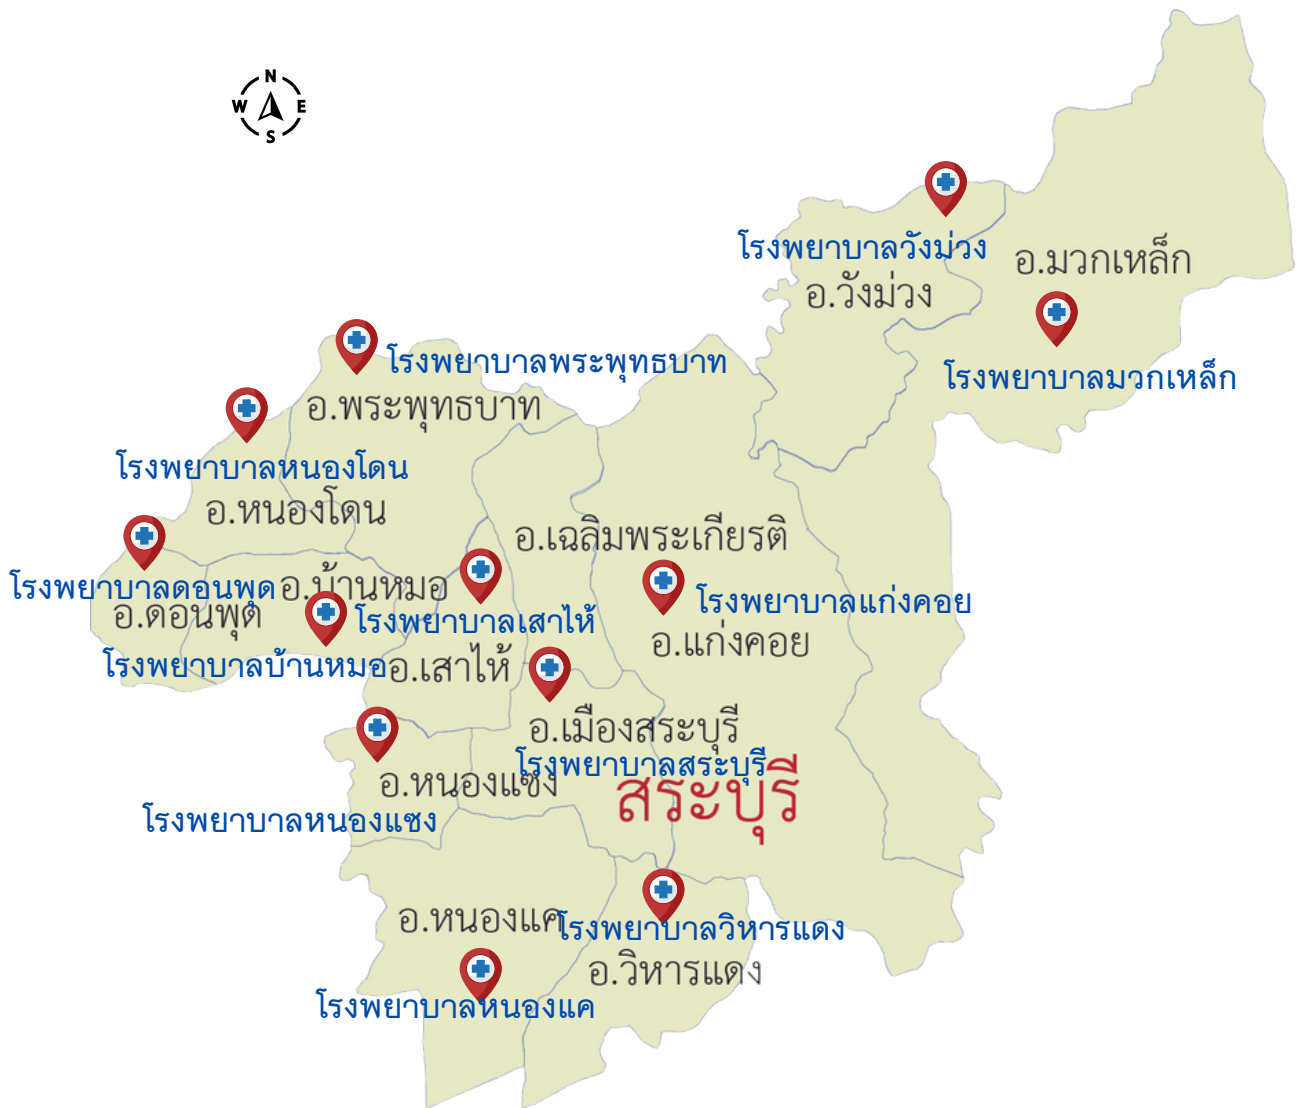 N
W E
S
โรงพยาบาลวังม่วง
อ.มวกเหล็ก
อ.วังม่วง
โรงพยาบาลพระพุทธบาท
โรงพยาบาลมวกเหล็ก
อ.พระพุทธบาท
โรงพยาบาลหนองโดน
อ.หนองโดน
อ.เฉลิมพระเกียรติ
โรงพยาบาลดอนพุด
อ.บ้านหมอ
โรงพยาบาลแก่งคอย
อ.ดอนพุด
โรงพยาบาลเสาไห้
อ.แก่งคอย
โรงพยาบาลบ้านหมอ
อ.เสาไห้
อ.เมืองสระบุรี
โรงพยาบาลสระบุรี
อ.หนองแซง
สระบุรี
โรงพยาบาลหนองแซง
อ.หนองแค
โรงพยาบาลวิหารแดง
อ.วิหารแดง
โรงพยาบาลหนองแค